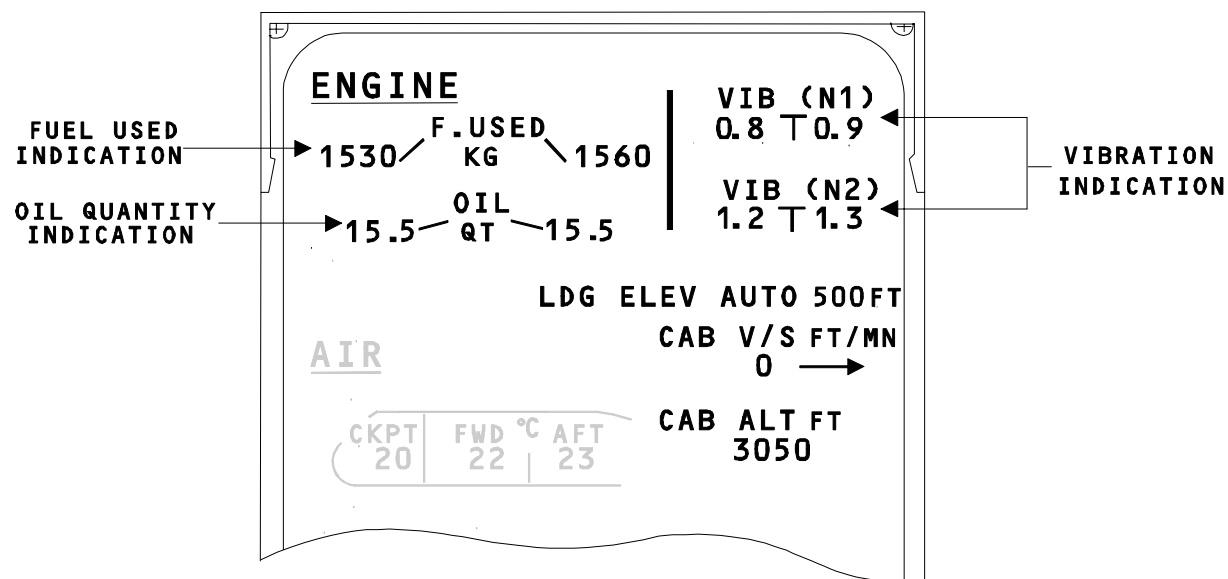 ENGINE
FUEL USED
INDICATION
F.USED
1530 KG 1560
OIL QUANTITY
INDICATION
OIL
15.5 QT 15.5
VIB (N1)
0.8 0.9
VIB (N2)
1.2 1.3
VIBRATION
INDICATION
LDG ELEV AUTO 500FT
CAB V/S FT/MN
0
AIR
CAB ALT FT
3050
CKPT FWD °C AFT
20 22 23